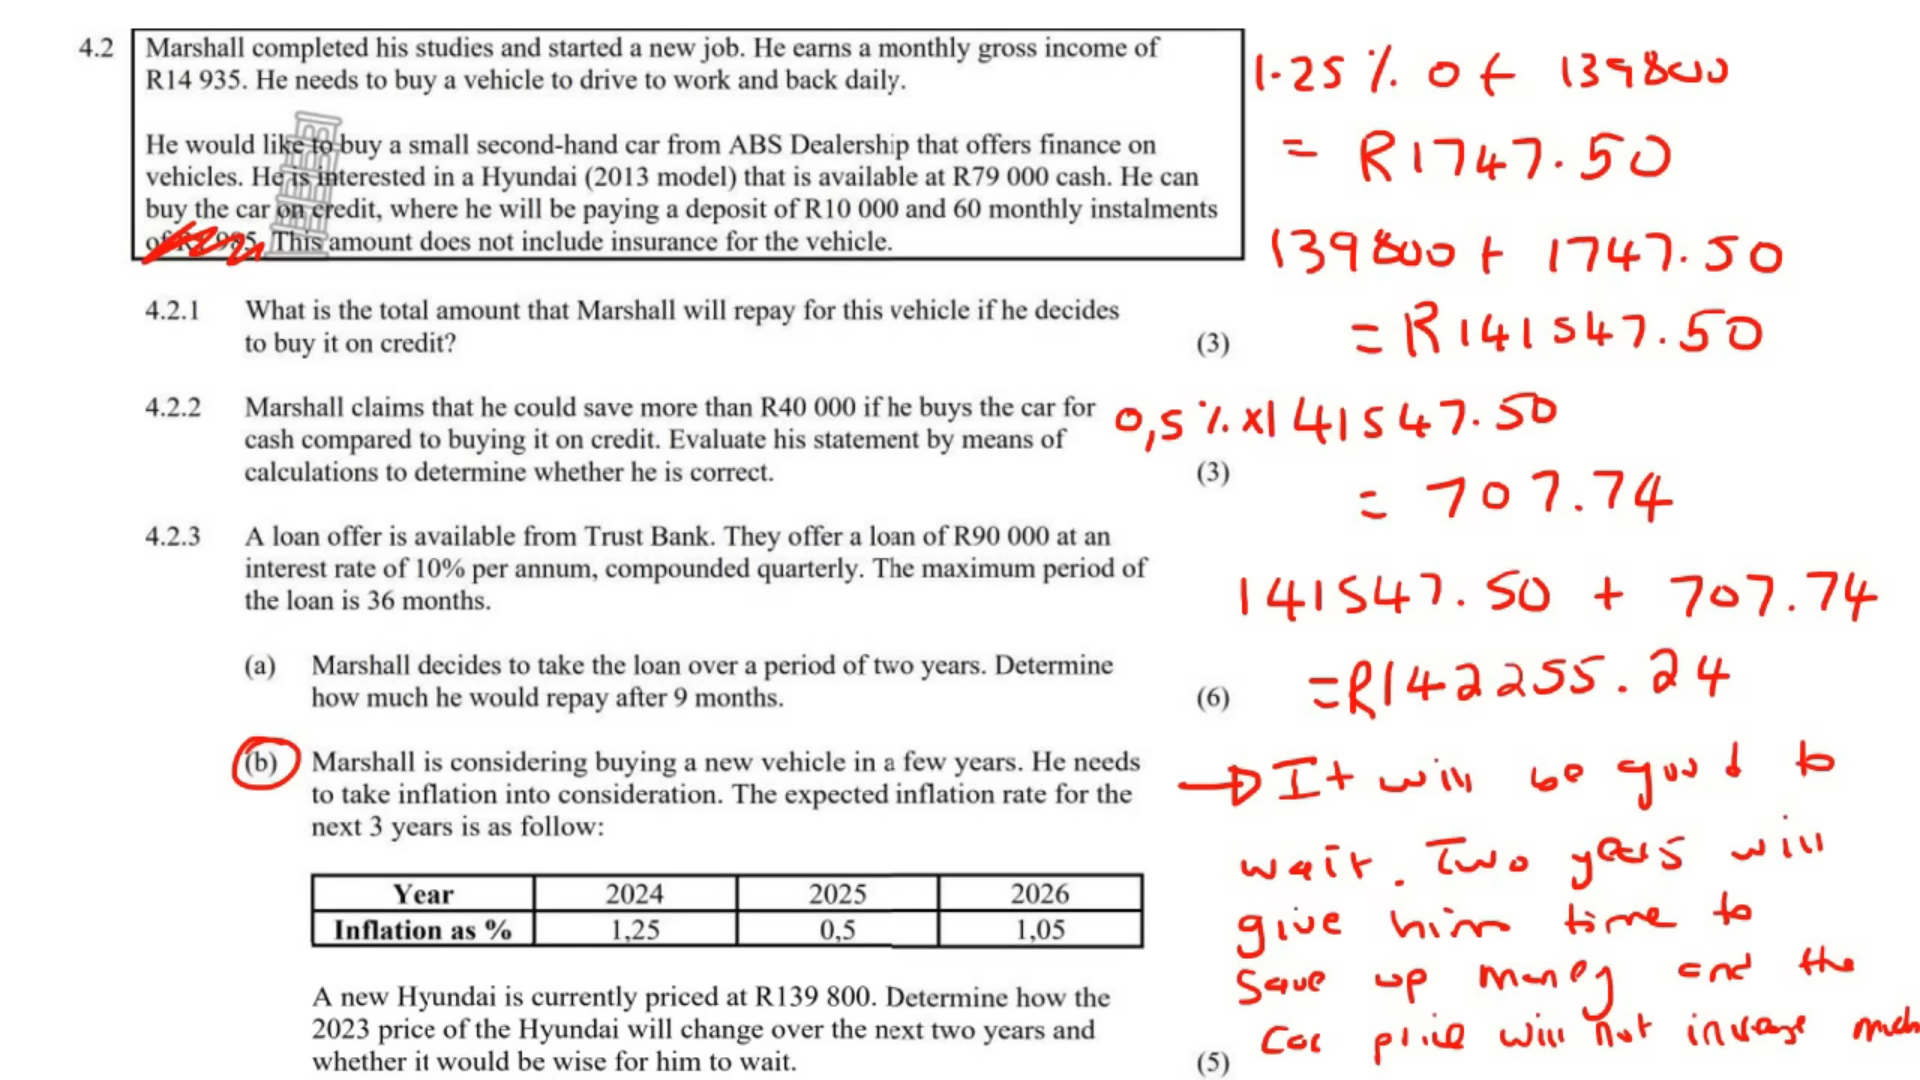 4.2 Marshall completed his studies and started a new job. He earns a monthly gross income of
R14 935. He needs to buy a vehicle to drive to work and back daily.
He would like to buy a small second-hand car from ABS Dealership that offers finance on
vehicles. He is interested in a Hyundai (2013 model) that is available at R79 000 cash. He can
buy the car on credit, where he will be paying a deposit of R10 000 and 60 monthly instalments
of This amount does not include insurance for the vehicle.
4.2.1 What is the total amount that Marshall will repay for this vehicle if he decides
to buy it on credit? (3)
4.2.2 Marshall claims that he could save more than R40 000 if he buys the car for
cash compared to buying it on credit. Evaluate his statement by means of
calculations to determine whether he is correct. (3)
4.2.3 A loan offer is available from Trust Bank. They offer a loan of R90 000 at an
interest rate of 10% per annum, compounded quarterly. The maximum period of
the loan is 36 months.
(a) Marshall decides to take the loan over a period of two years. Determine
how much he would repay after 9 months. (6)
(b) Marshall is considering buying a new vehicle in a few years. He needs
to take inflation into consideration. The expected inflation rate for the
next 3 years is as follow:
Year 2024 2025 2026
Inflation as % 1,25 0,5 1,05
A new Hyundai is currently priced at R139 800. Determine how the
2023 price of the Hyundai will change over the next two years and
whether it would be wise for him to wait. (5)
1.25 % of 139800
= R1747.50
139800 + 1747.50
= R141547.50
0,5 % x 141547.50
= 707.74
141547.50 + 707.74
= R142255.24
→ It will be good to
wait. Two years will
give him time to
save up money and the
car price will not increase much